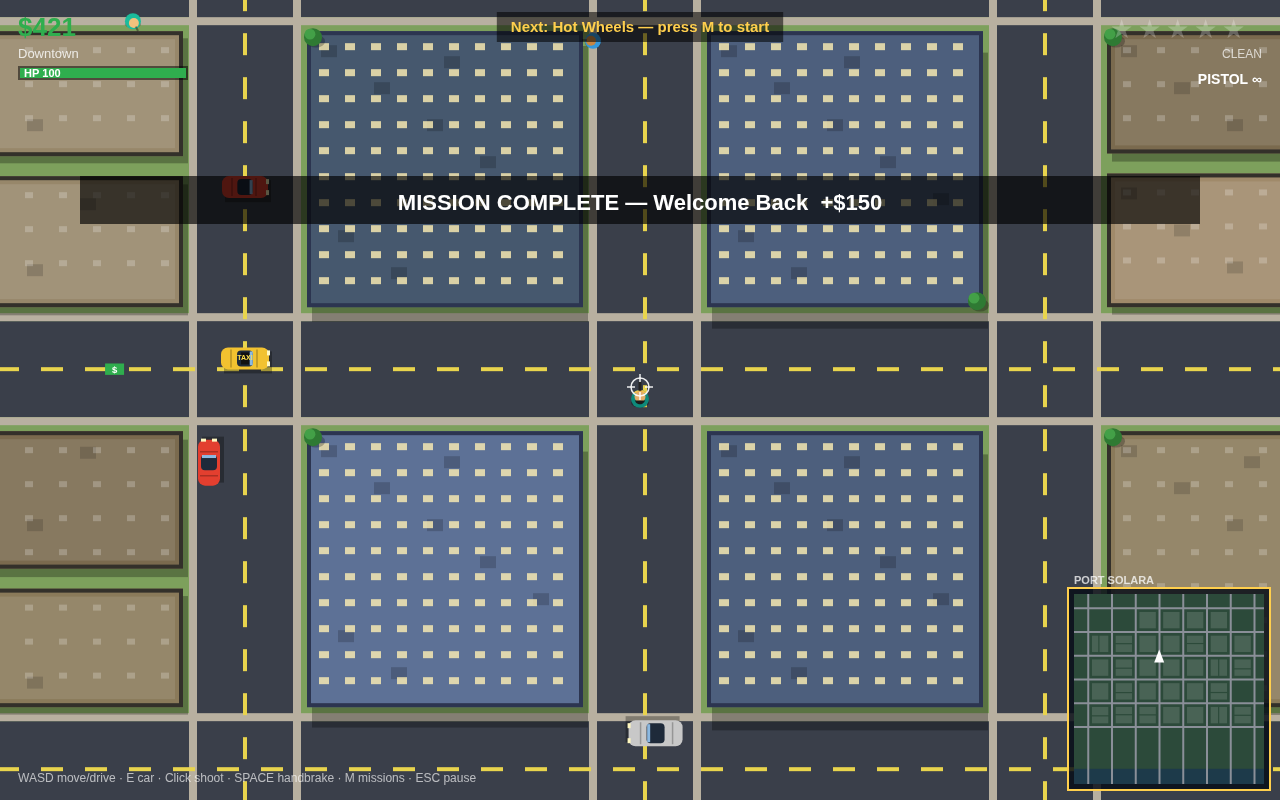 $421
Next: Hot Wheels — press M to start
Downtown
CLEAN
HP 100
PISTOL ∞
MISSION COMPLETE — Welcome Back +$150
TAXI
$
PORT SOLARA
WASD move/drive · E car · Click shoot · SPACE handbrake · M missions · ESC pause